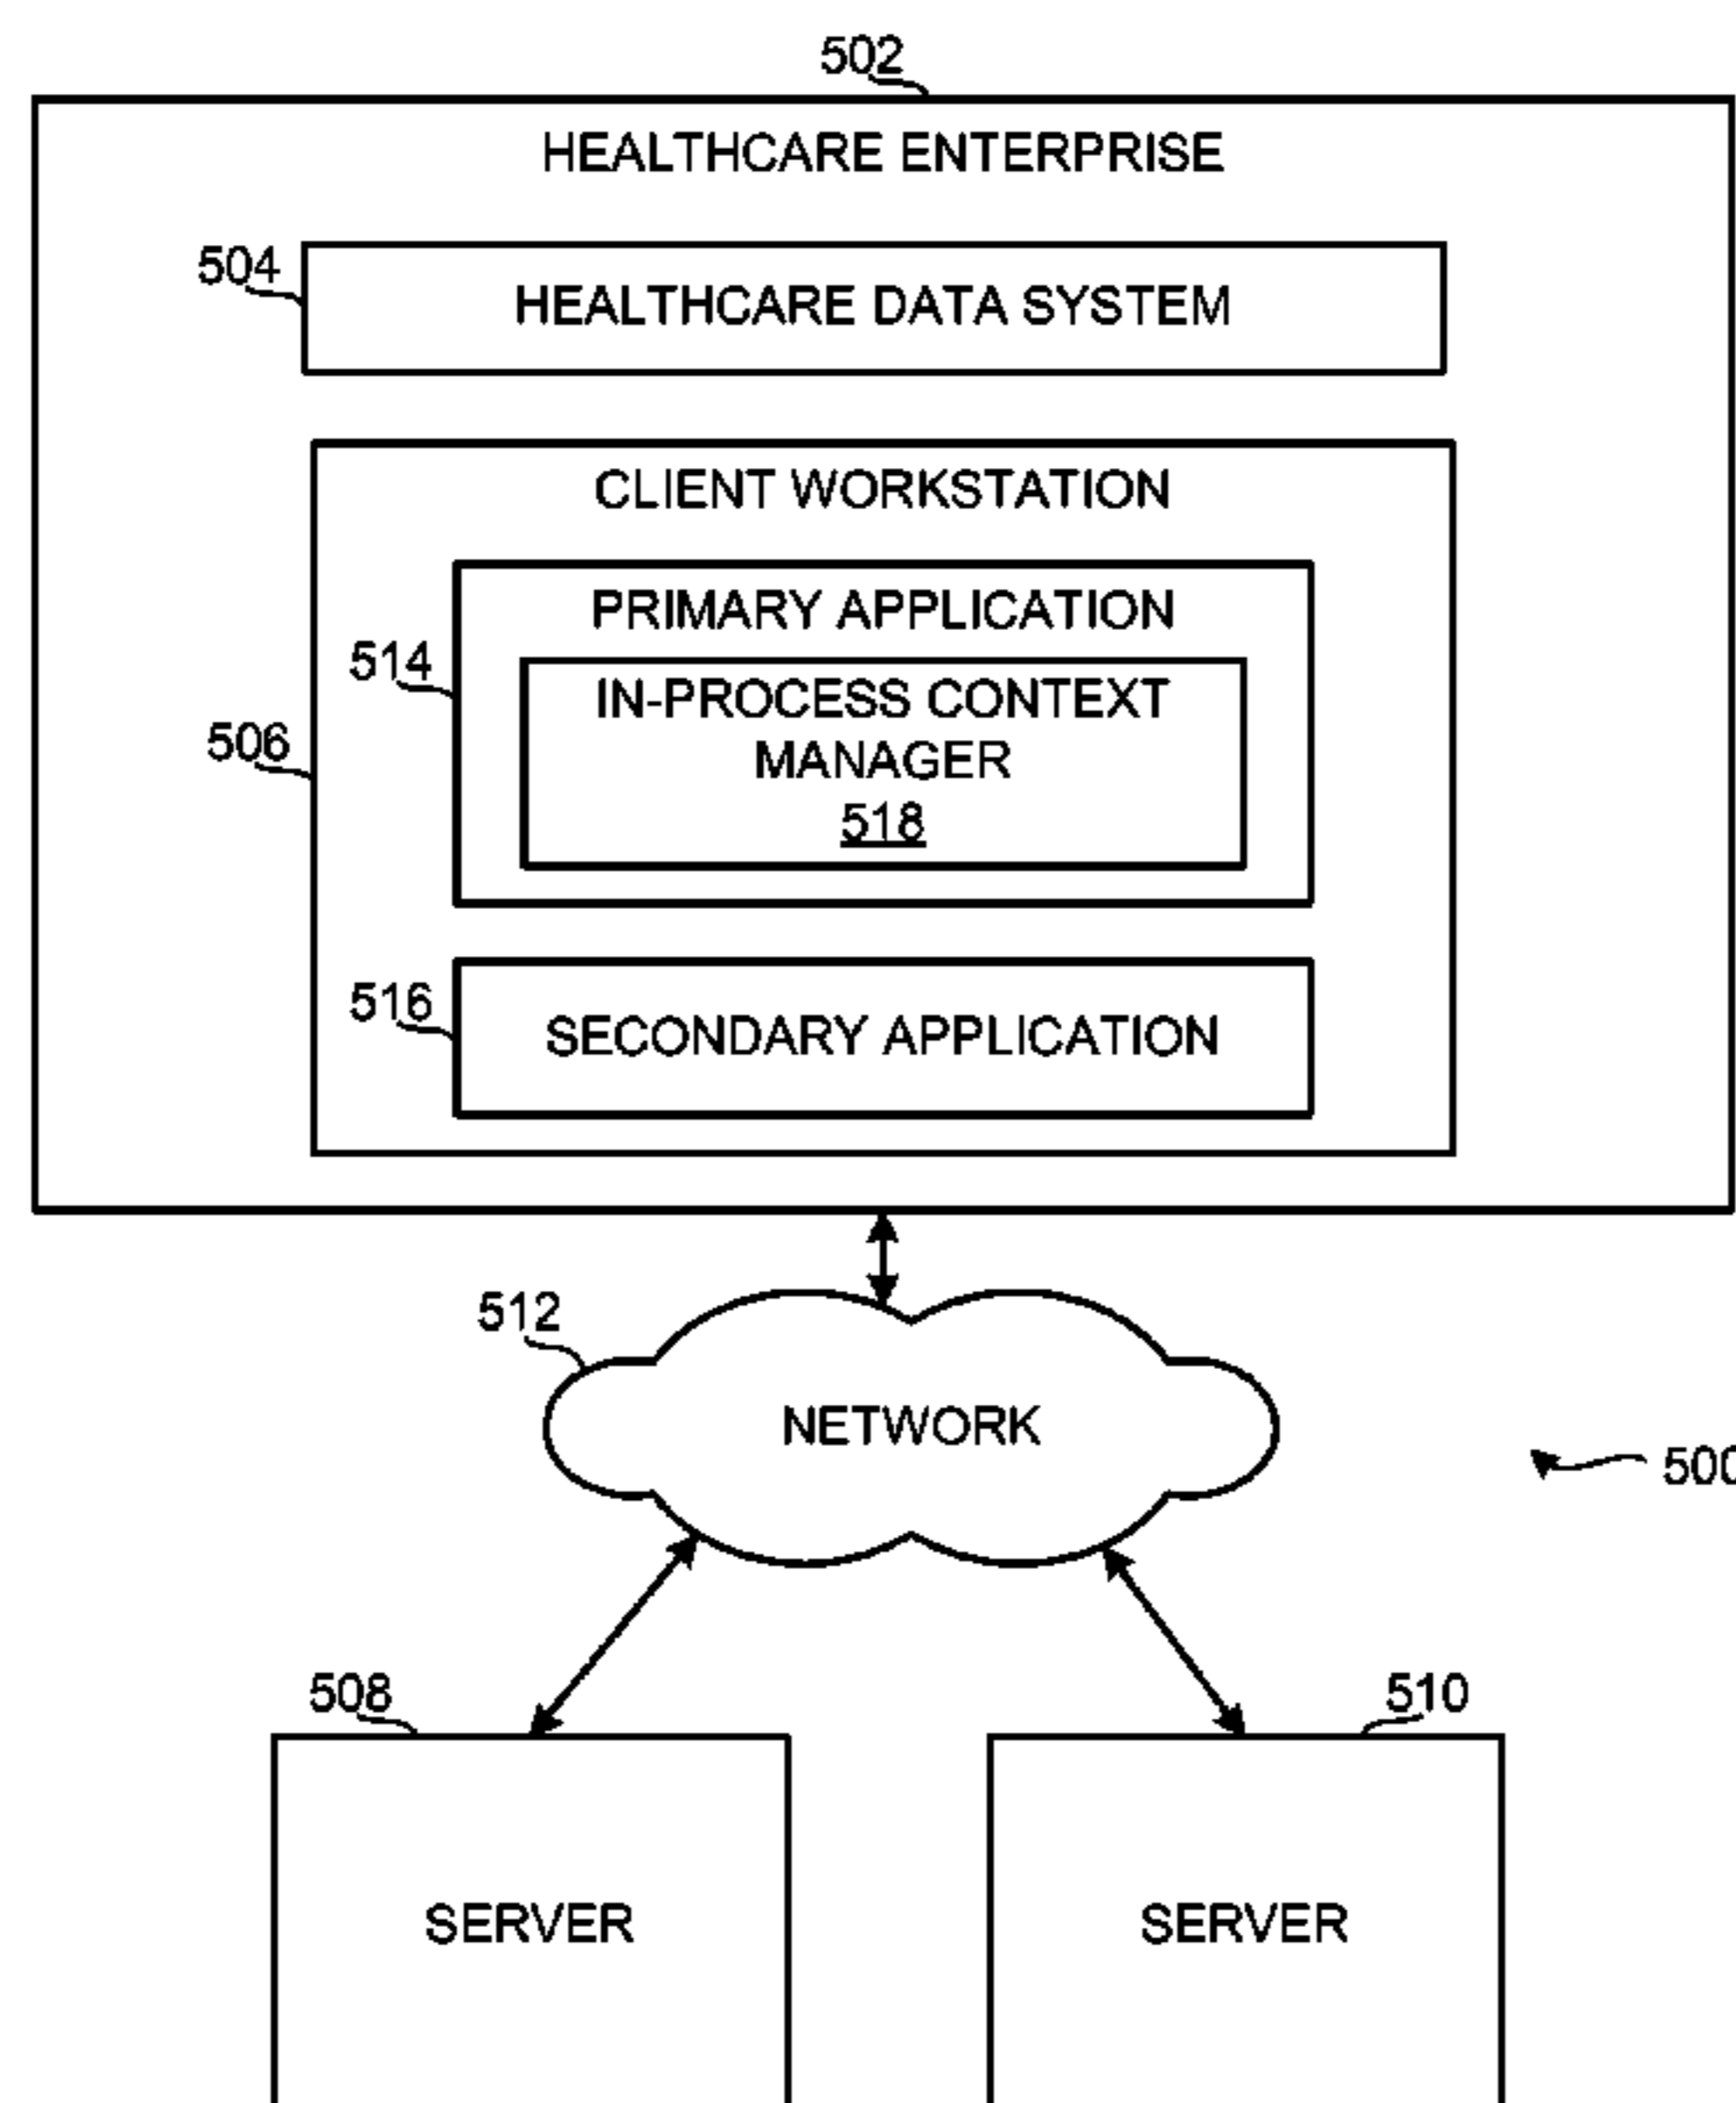 502
HEALTHCARE ENTERPRISE
504
HEALTHCARE DATA SYSTEM
CLIENT WORKSTATION
PRIMARY APPLICATION
514
IN-PROCESS CONTEXT
MANAGER
518
506
516
SECONDARY APPLICATION
512
NETWORK
500
508
510
SERVER
SERVER